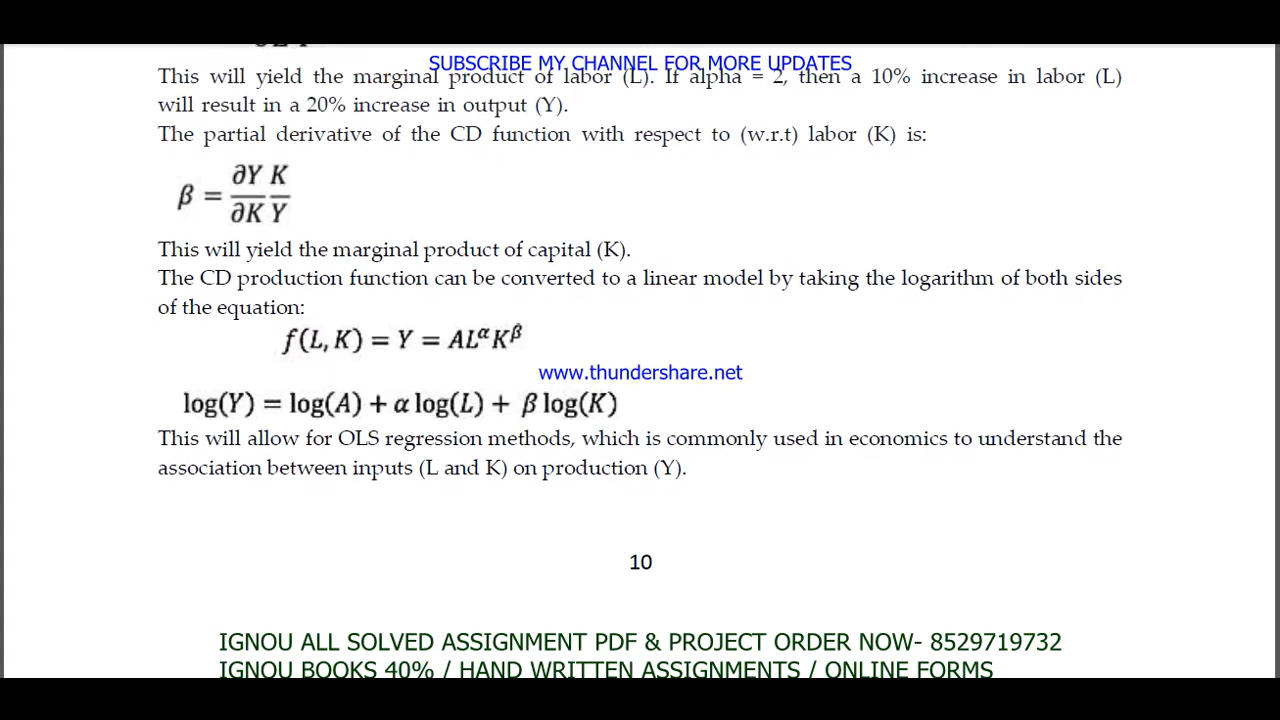 SUBSCRIBE MY CHANNEL FOR MORE UPDATES
This will yield the marginal product of labor (L). If alpha = 2, then a 10% increase in labor (L)
will result in a 20% increase in output (Y).
The partial derivative of the CD function with respect to (w.r.t) labor (K) is:
β = ∂Y/∂K K/Y
This will yield the marginal product of capital (K).
The CD production function can be converted to a linear model by taking the logarithm of both sides
of the equation:
f(L, K) = Y = AL^α K^β
www.thundershare.net
log(Y) = log(A) + α log(L) + β log(K)
This will allow for OLS regression methods, which is commonly used in economics to understand the
association between inputs (L and K) on production (Y).
10
IGNOU ALL SOLVED ASSIGNMENT PDF & PROJECT ORDER NOW- 8529719732
IGNOU BOOKS 40% / HAND WRITTEN ASSIGNMENTS / ONLINE FORMS